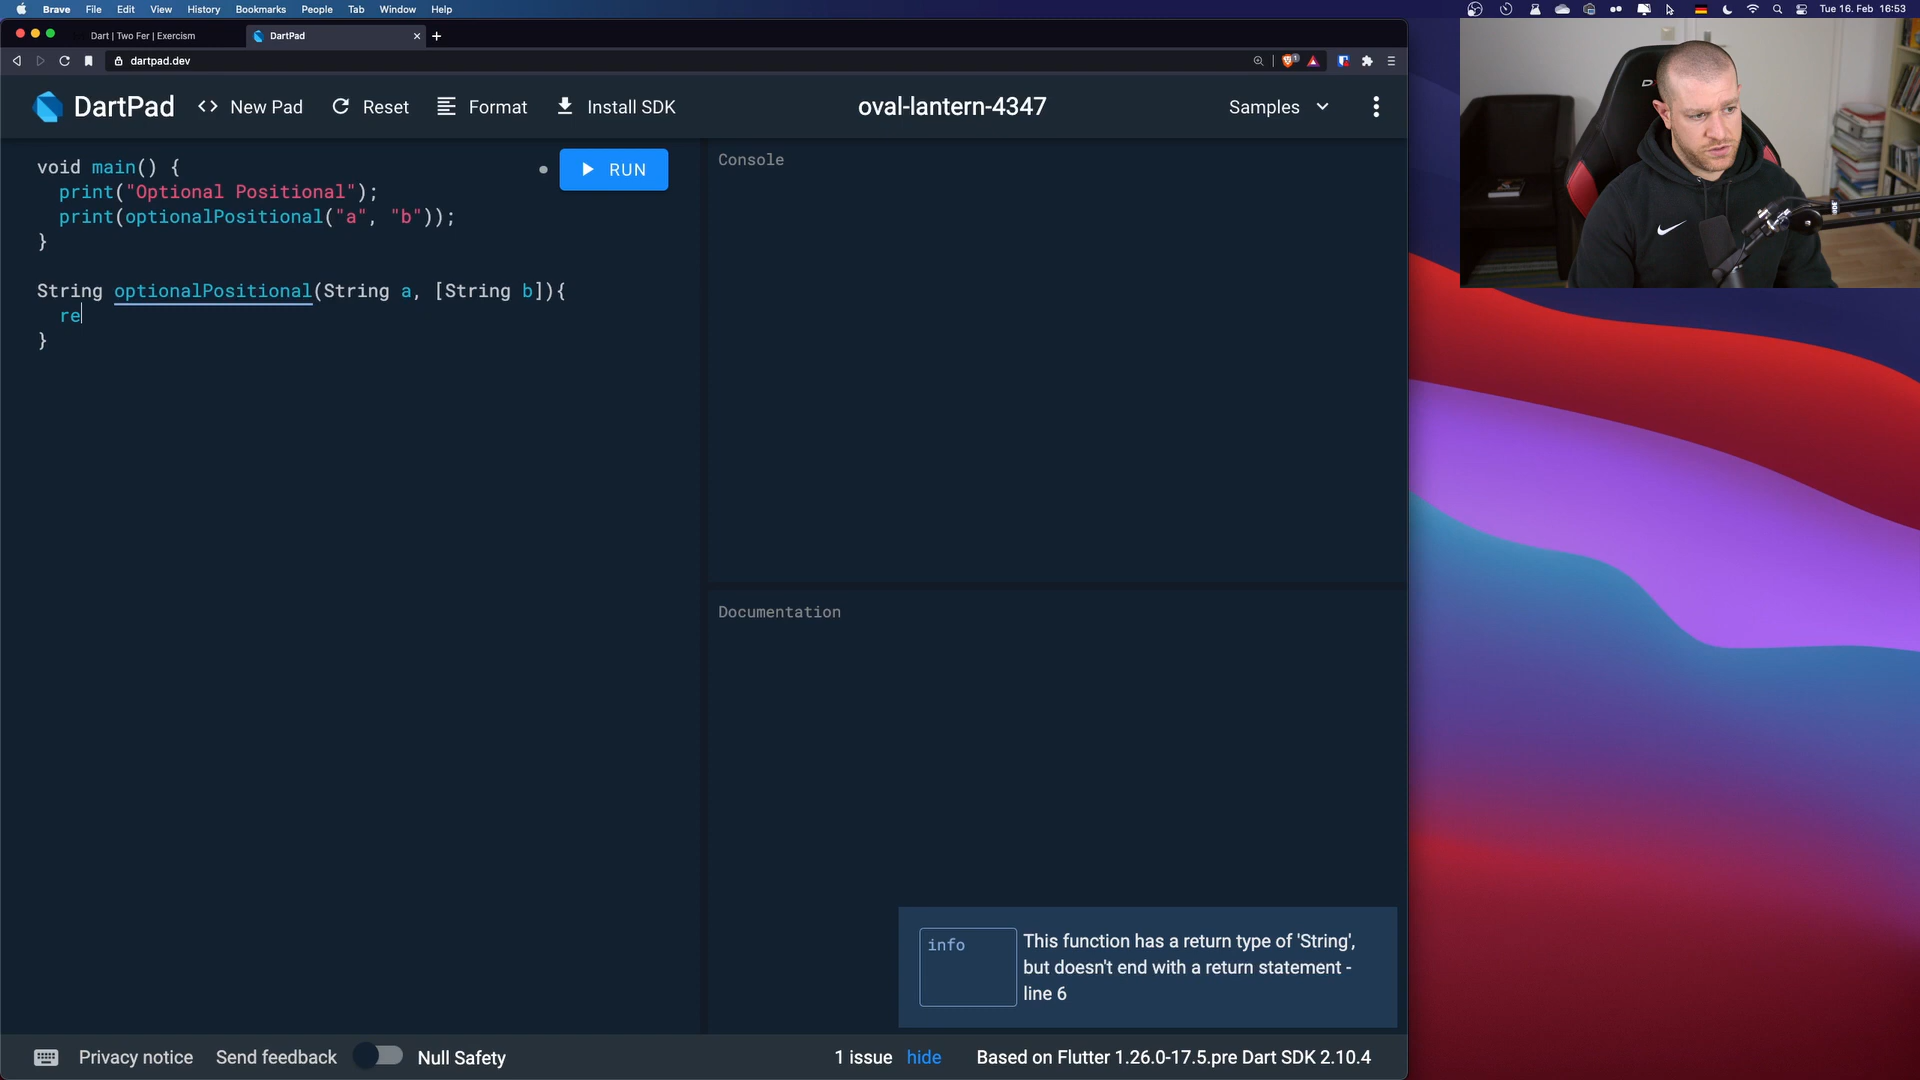 Brave File Edit View History Bookmarks People Tab Window Help Tue 16. Feb 16:53
Dart | Two Fer | Exercism DartPad
dartpad.dev
DartPad <> New Pad Reset Format Install SDK oval-lantern-4347 Samples
void main() {
print("Optional Positional");
print(optionalPositional("a", "b"));
}
RUN
String optionalPositional(String a, [String b]){
re
}
Console
Documentation
info
This function has a return type of 'String',
but doesn't end with a return statement -
line 6
Privacy notice Send feedback Null Safety 1 issue hide Based on Flutter 1.26.0-17.5.pre Dart SDK 2.10.4